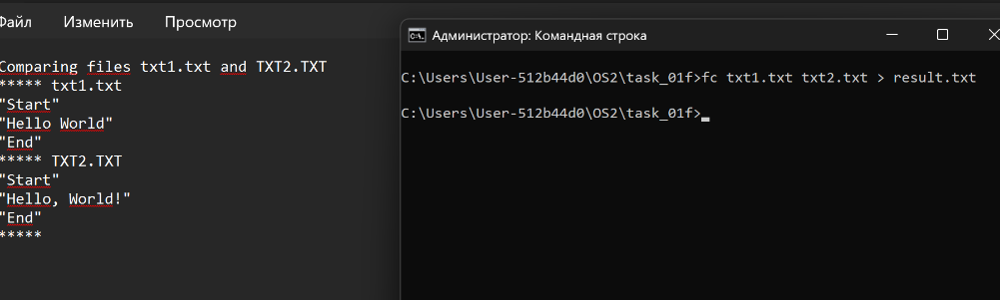 Файл Изменить Просмотр
Comparing files txt1.txt and TXT2.TXT
***** txt1.txt
"Start"
"Hello World"
"End"
***** TXT2.TXT
"Start"
"Hello, World!"
"End"
*****
Администратор: Командная строка
C:\Users\User-512b44d0\OS2\task_01f>fc txt1.txt txt2.txt > result.txt
C:\Users\User-512b44d0\OS2\task_01f>